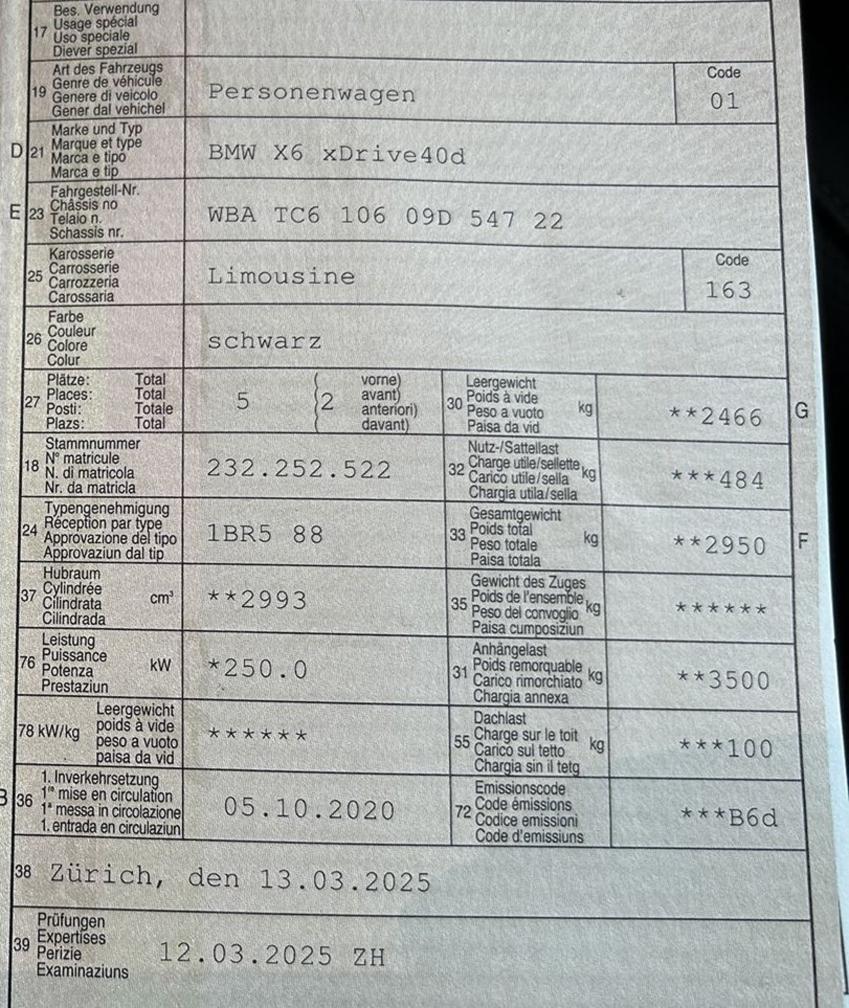 17 Bes. Verwendung
Usage spécial
Uso speciale
Diever spezial
19 Art des Fahrzeugs
Genre de véhicule
Genere di veicolo
Gener dal vehichel
Personenwagen
Code
01
D 21 Marke und Typ
Marque et type
Marca e tipo
Marca e tip
BMW X6 xDrive40d
E 23 Fahrgestell-Nr.
Châssis no
Telaio n.
Schassis nr.
WBA TC6 106 09D 547 22
25 Karosserie
Carrosserie
Carrozzeria
Carossaria
Limousine
Code
163
26 Farbe
Couleur
Colore
Colur
schwarz
27 Plätze: Total
Places: Total
Posti: Totale
Plazs: Total
5 2 vorne)
avant)
anteriori)
davant)
30 Leergewicht
Poids à vide
Peso a vuoto
Paisa da vid
kg **2466 G
18 Stammnummer
N° matricule
N. di matricola
Nr. da matricla
232.252.522
32 Nutz-/Sattellast
Charge utile/sellette
Carico utile/sella
Chargia utila/sella
kg ***484
24 Typengenehmigung
Réception par type
Approvazione del tipo
Approvaziun dal tip
1BR5 88
33 Gesamtgewicht
Poids total
Peso totale
Paisa totala
kg **2950 F
37 Hubraum
Cylindrée
Cilindrata
Cilindrada
cm³ **2993
35 Gewicht des Zuges
Poids de l'ensemble
Peso del convoglio
Paisa cumposiziun
kg ******
76 Leistung
Puissance
Potenza
Prestaziun
kW *250.0
31 Anhängelast
Poids remorquable
Carico rimorchiato
Chargia annexa
kg **3500
78 kW/kg Leergewicht
poids à vide
peso a vuoto
paisa da vid
******
55 Dachlast
Charge sur le toit
Carico sul tetto
Chargia sin il tetg
kg ***100
B 36 1. Inverkehrsetzung
1re mise en circulation
1a messa in circolazione
1. entrada en circulaziun
05.10.2020
72 Emissionscode
Code émissions
Codice emissioni
Code d'emissiuns
***B6d
38 Zürich, den 13.03.2025
39 Prüfungen
Expertises
Perizie
Examinaziuns
12.03.2025 ZH